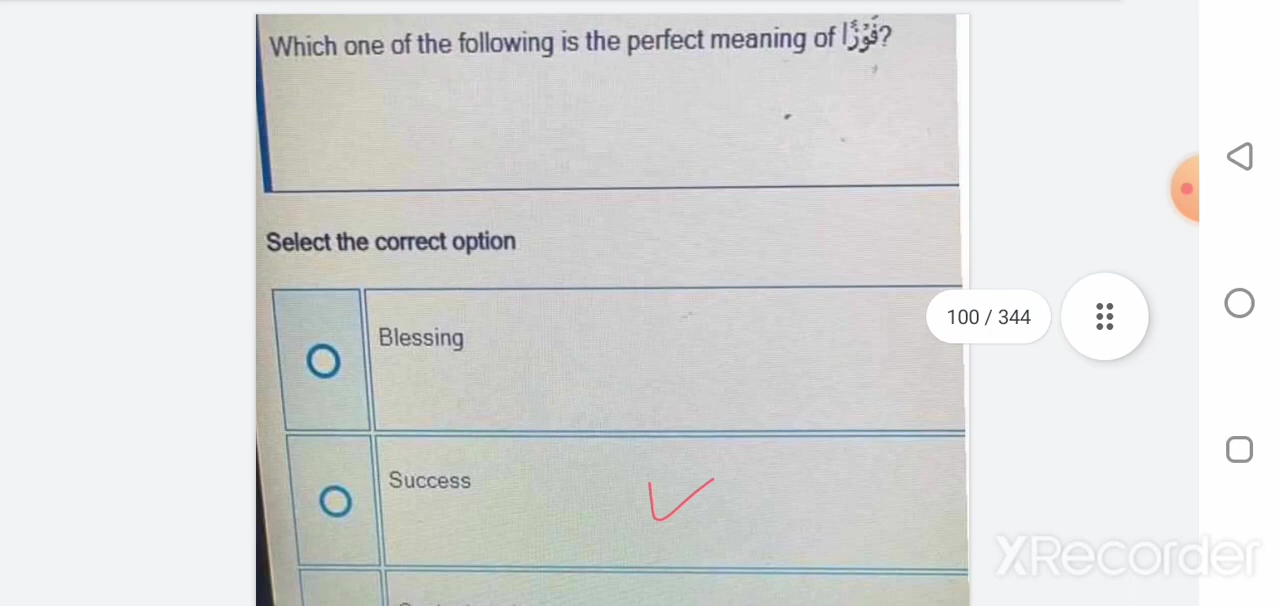 Which one of the following is the perfect meaning of فَوْزًا?
Select the correct option
Blessing
100 / 344
Success
XRecorder